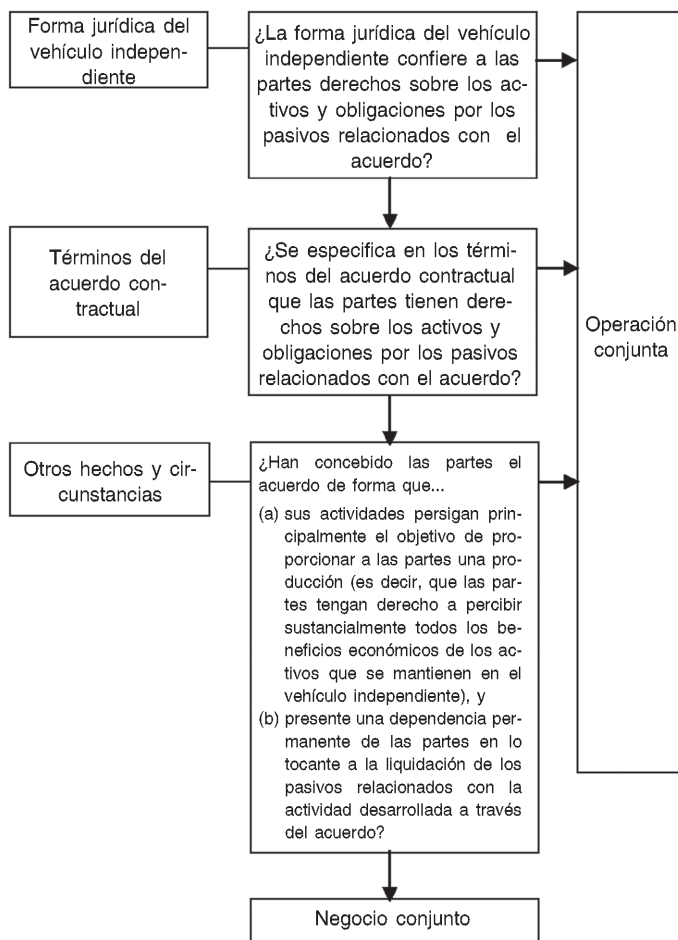 Forma jurídica del
vehículo indepen-
diente
¿La forma jurídica del vehículo
independiente confiere a las
partes derechos sobre los ac-
tivos y obligaciones por los
pasivos relacionados con el
acuerdo?
Términos del
acuerdo con-
tractual
¿Se especifica en los térmi-
nos del acuerdo contractual
que las partes tienen dere-
chos sobre los activos y
obligaciones por los pasivos
relacionados con el acuerdo?
Operación
conjunta
Otros hechos y cir-
cunstancias
¿Han concebido las partes el
acuerdo de forma que...
(a) sus actividades persigan prin-
cipalmente el objetivo de pro-
porcionar a las partes una pro-
ducción (es decir, que las par-
tes tengan derecho a percibir
sustancialmente todos los be-
neficios económicos de los ac-
tivos que se mantienen en el
vehículo independiente), y
(b) presente una dependencia per-
manente de las partes en lo
tocante a la liquidación de los
pasivos relacionados con la
actividad desarrollada a través
del acuerdo?
Negocio conjunto